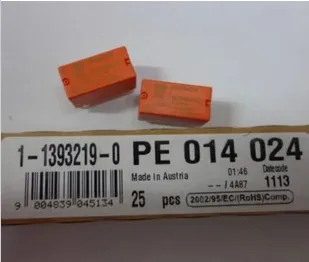 1-1393219-0 PE 014 024
Made in Austria 01:46 Datecode
--/4A87 1113
9 004839 045134 25 pcs 2002/95/EC/(RoHS)Comp.